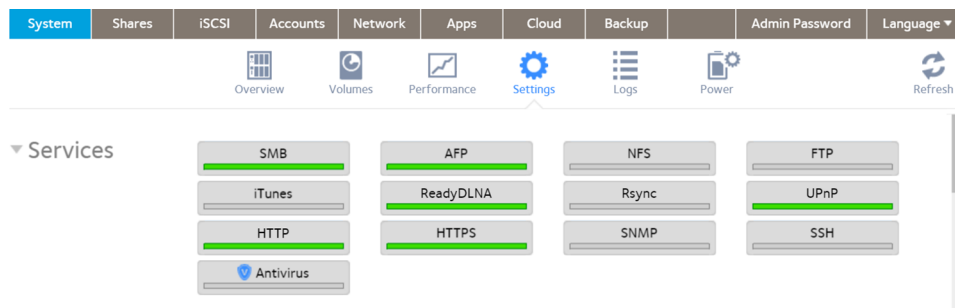 System Shares iSCSI Accounts Network Apps Cloud Backup Admin Password Language
Overview Volumes Performance Settings Logs Power Refresh
Services
SMB AFP NFS FTP
iTunes ReadyDLNA Rsync UPnP
HTTP HTTPS SNMP SSH
V Antivirus